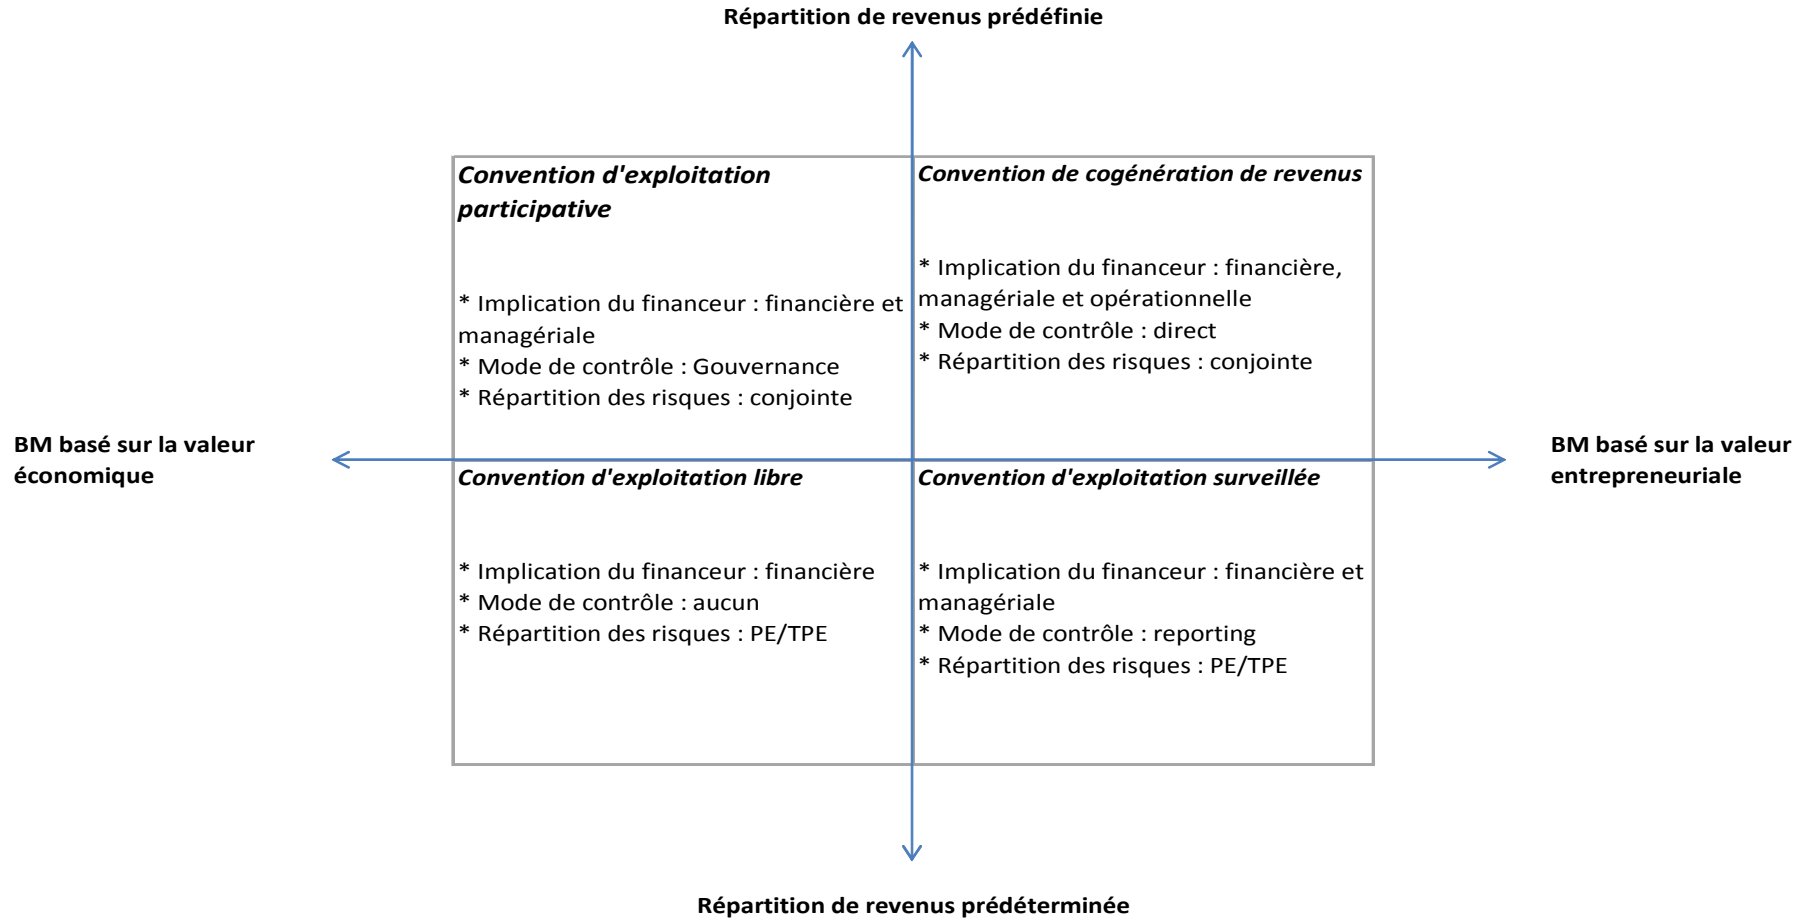 Répartition de revenus prédéfinie
Convention d'exploitation
participative
* Implication du financeur : financière et
managériale
* Mode de contrôle : Gouvernance
* Répartition des risques : conjointe
Convention de cogénération de revenus
* Implication du financeur : financière,
managériale et opérationnelle
* Mode de contrôle : direct
* Répartition des risques : conjointe
BM basé sur la valeur
économique
BM basé sur la valeur
entrepreneuriale
Convention d'exploitation libre
* Implication du financeur : financière
* Mode de contrôle : aucun
* Répartition des risques : PE/TPE
Convention d'exploitation surveillée
* Implication du financeur : financière et
managériale
* Mode de contrôle : reporting
* Répartition des risques : PE/TPE
Répartition de revenus prédéterminée